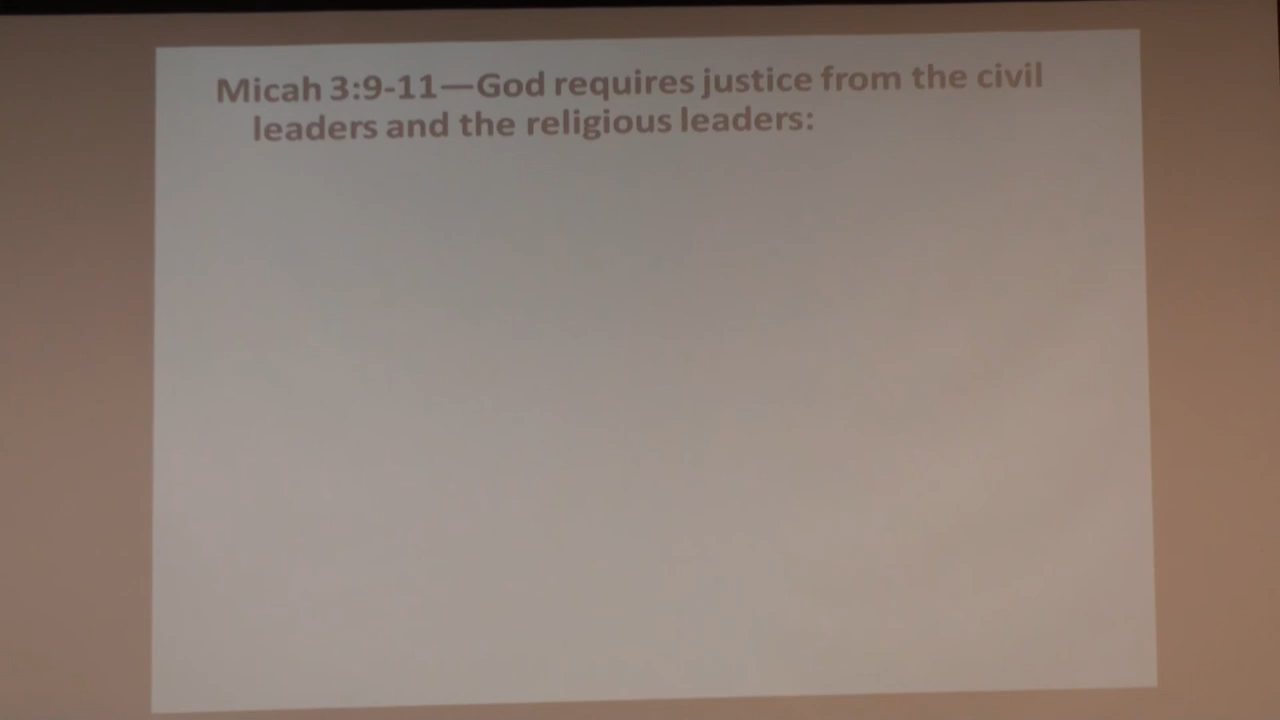 Micah 3:9-11—God requires justice from the civil
leaders and the religious leaders: